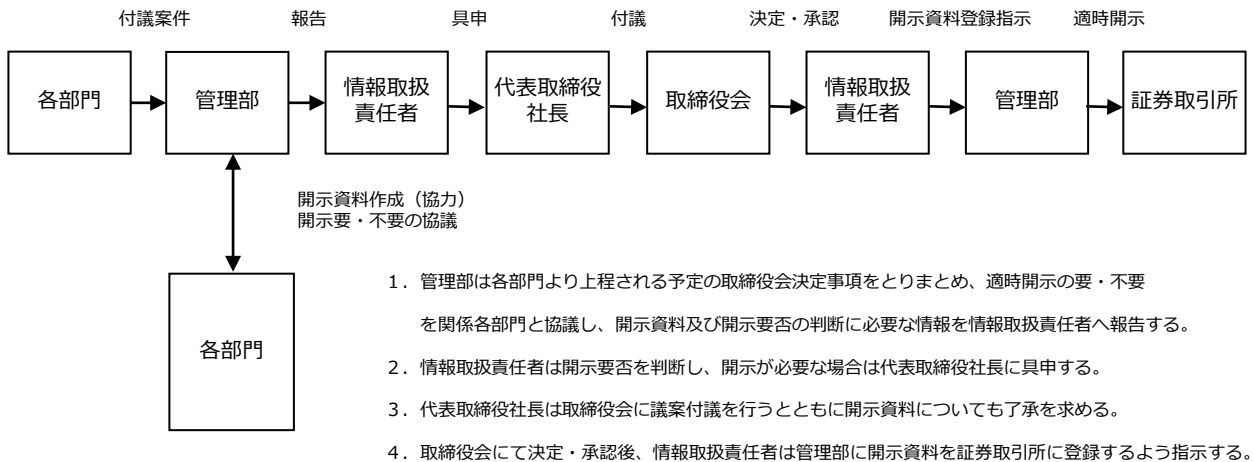 付議案件 報告 具申 付議 決定・承認 開示資料登録指示 適時開示
各部門 管理部 情報取扱 代表取締役 取締役会 情報取扱 管理部 証券取引所
責任者 社長 責任者
開示資料作成（協力）
開示要・不要の協議
各部門
1．管理部は各部門より上程される予定の取締役会決定事項をとりまとめ、適時開示の要・不要
を関係各部門と協議し、開示資料及び開示要否の判断に必要な情報を情報取扱責任者へ報告する。
2．情報取扱責任者は開示要否を判断し、開示が必要な場合は代表取締役社長に具申する。
3．代表取締役社長は取締役会に議案付議を行うとともに開示資料についても了承を求める。
4．取締役会にて決定・承認後、情報取扱責任者は管理部に開示資料を証券取引所に登録するよう指示する。